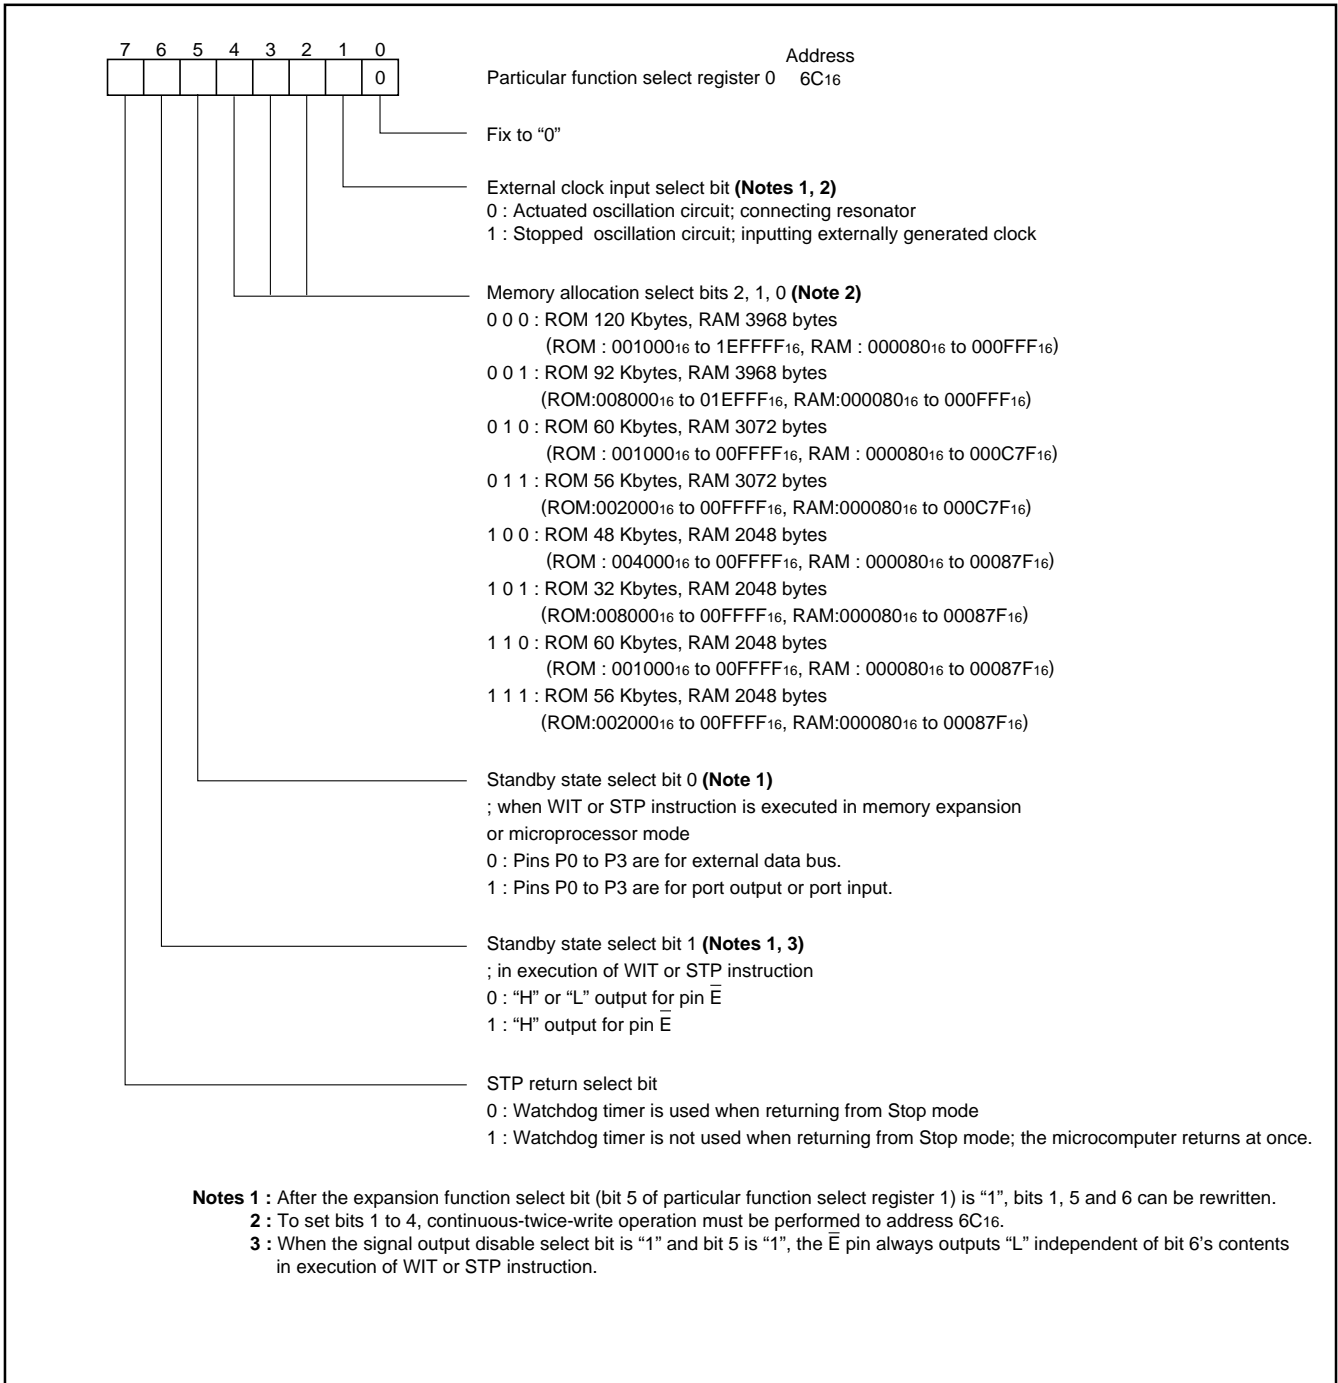 7 6 5 4 3 2 1 0
Address
0
Particular function select register 0 6C16
Fix to “0”
External clock input select bit (Notes 1, 2)
0 : Actuated oscillation circuit; connecting resonator
1 : Stopped oscillation circuit; inputting externally generated clock
Memory allocation select bits 2, 1, 0 (Note 2)
0 0 0 : ROM 120 Kbytes, RAM 3968 bytes
(ROM : 00100016 to 1EFFFF16, RAM : 00008016 to 000FFF16)
0 0 1 : ROM 92 Kbytes, RAM 3968 bytes
(ROM:00800016 to 01EFFF16, RAM:00008016 to 000FFF16)
0 1 0 : ROM 60 Kbytes, RAM 3072 bytes
(ROM : 00100016 to 00FFFF16, RAM : 00008016 to 000C7F16)
0 1 1 : ROM 56 Kbytes, RAM 3072 bytes
(ROM:00200016 to 00FFFF16, RAM:00008016 to 000C7F16)
1 0 0 : ROM 48 Kbytes, RAM 2048 bytes
(ROM : 00400016 to 00FFFF16, RAM : 00008016 to 00087F16)
1 0 1 : ROM 32 Kbytes, RAM 2048 bytes
(ROM:00800016 to 00FFFF16, RAM:00008016 to 00087F16)
1 1 0 : ROM 60 Kbytes, RAM 2048 bytes
(ROM : 00100016 to 00FFFF16, RAM : 00008016 to 00087F16)
1 1 1 : ROM 56 Kbytes, RAM 2048 bytes
(ROM:00200016 to 00FFFF16, RAM:00008016 to 00087F16)
Standby state select bit 0 (Note 1)
; when WIT or STP instruction is executed in memory expansion
or microprocessor mode
0 : Pins P0 to P3 are for external data bus.
1 : Pins P0 to P3 are for port output or port input.
Standby state select bit 1 (Notes 1, 3)
; in execution of WIT or STP instruction
0 : “H” or “L” output for pin E̅
1 : “H” output for pin E̅
STP return select bit
0 : Watchdog timer is used when returning from Stop mode
1 : Watchdog timer is not used when returning from Stop mode; the microcomputer returns at once.
Notes 1 : After the expansion function select bit (bit 5 of particular function select register 1) is “1”, bits 1, 5 and 6 can be rewritten.
2 : To set bits 1 to 4, continuous-twice-write operation must be performed to address 6C16.
3 : When the signal output disable select bit is “1” and bit 5 is “1”, the E̅ pin always outputs “L” independent of bit 6’s contents
in execution of WIT or STP instruction.